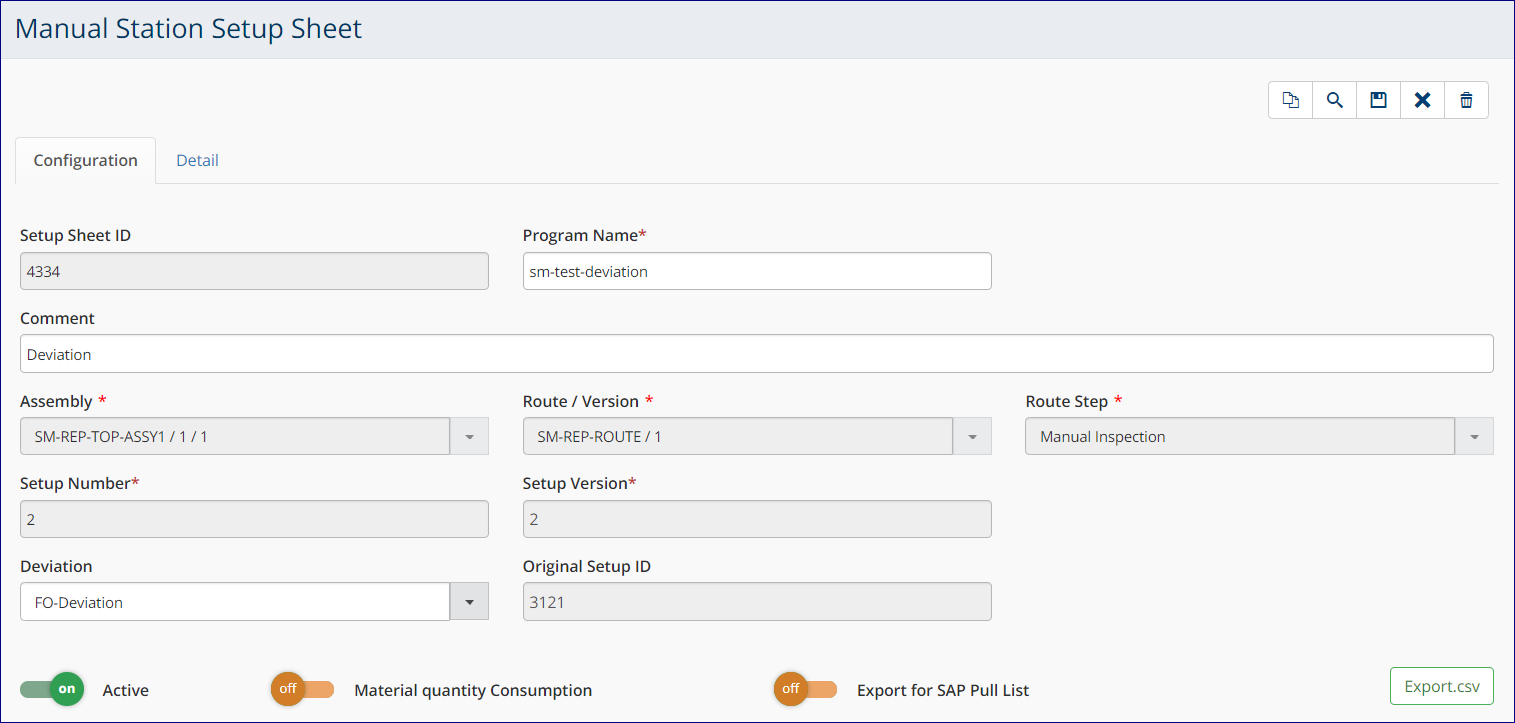 Manual Station Setup Sheet
Configuration Detail
Setup Sheet ID Program Name*
4334 sm-test-deviation
Comment
Deviation
Assembly * Route / Version * Route Step *
SM-REP-TOP-ASSY1 / 1 / 1 SM-REP-ROUTE / 1 Manual Inspection
Setup Number* Setup Version*
2 2
Deviation Original Setup ID
FO-Deviation 3121
on Active off Material quantity Consumption off Export for SAP Pull List Export.csv